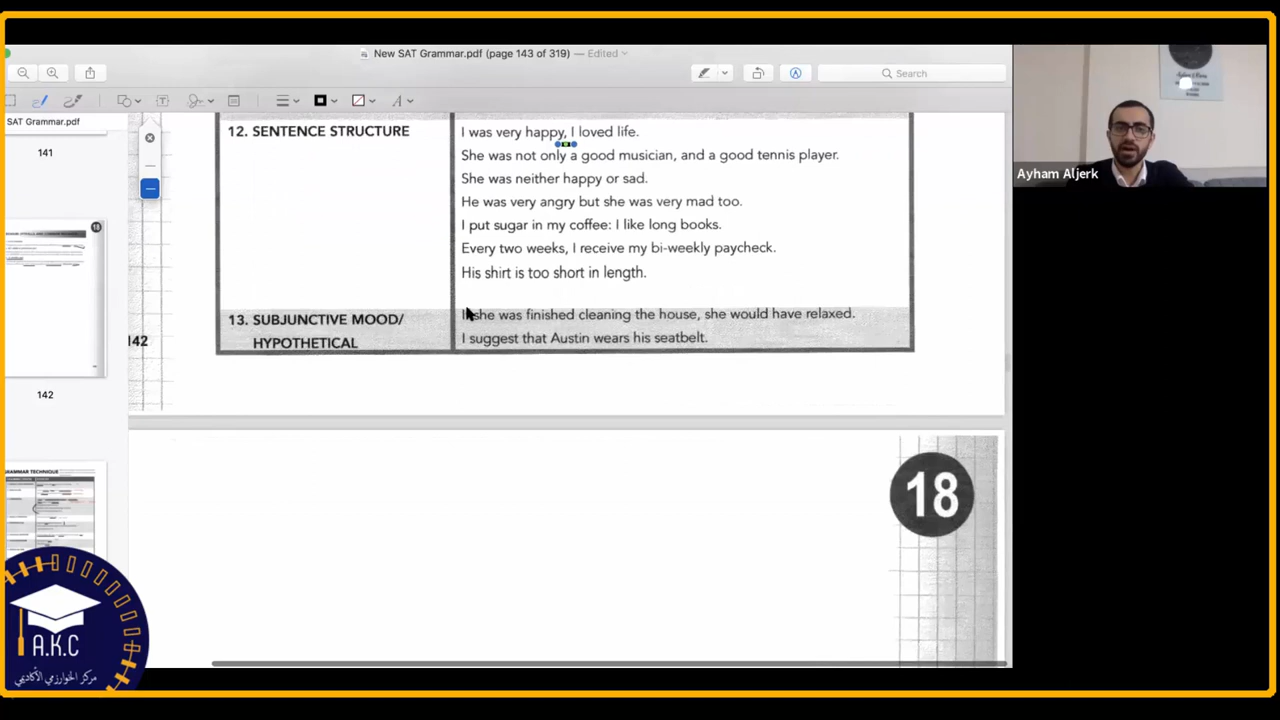 New SAT Grammar.pdf (page 143 of 319) — Edited
Search
SAT Grammar.pdf
141
18
142
GRAMMAR TECHNIQUE
12. SENTENCE STRUCTURE
I was very happy, I loved life.
She was not only a good musician, and a good tennis player.
She was neither happy or sad.
He was very angry but she was very mad too.
I put sugar in my coffee: I like long books.
Every two weeks, I receive my bi-weekly paycheck.
His shirt is too short in length.
13. SUBJUNCTIVE MOOD/
HYPOTHETICAL
If she was finished cleaning the house, she would have relaxed.
I suggest that Austin wears his seatbelt.
142
18
Ayham Aljerk
A.K.C
مركز الخوارزمي الأكاديمي